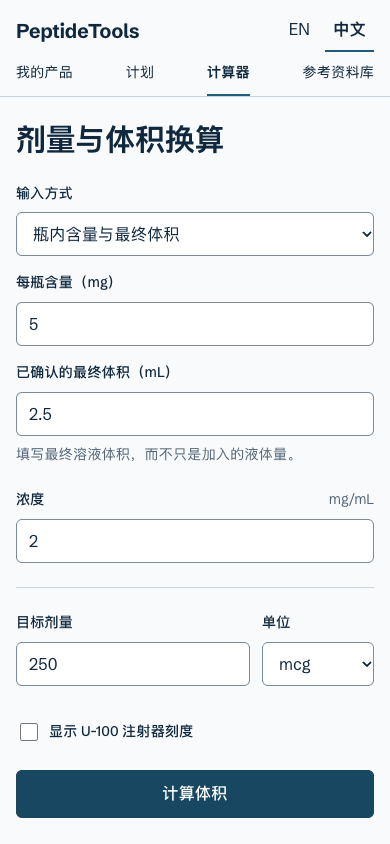 PeptideTools
EN 中文
我的产品 计划 计算器 参考资料库
剂量与体积换算
输入方式
瓶内含量与最终体积
每瓶含量（mg）
5
已确认的最终体积（mL）
2.5
填写最终溶液体积，而不只是加入的液体量。
浓度 mg/mL
2
目标剂量 单位
250 mcg
显示 U-100 注射器刻度
计算体积